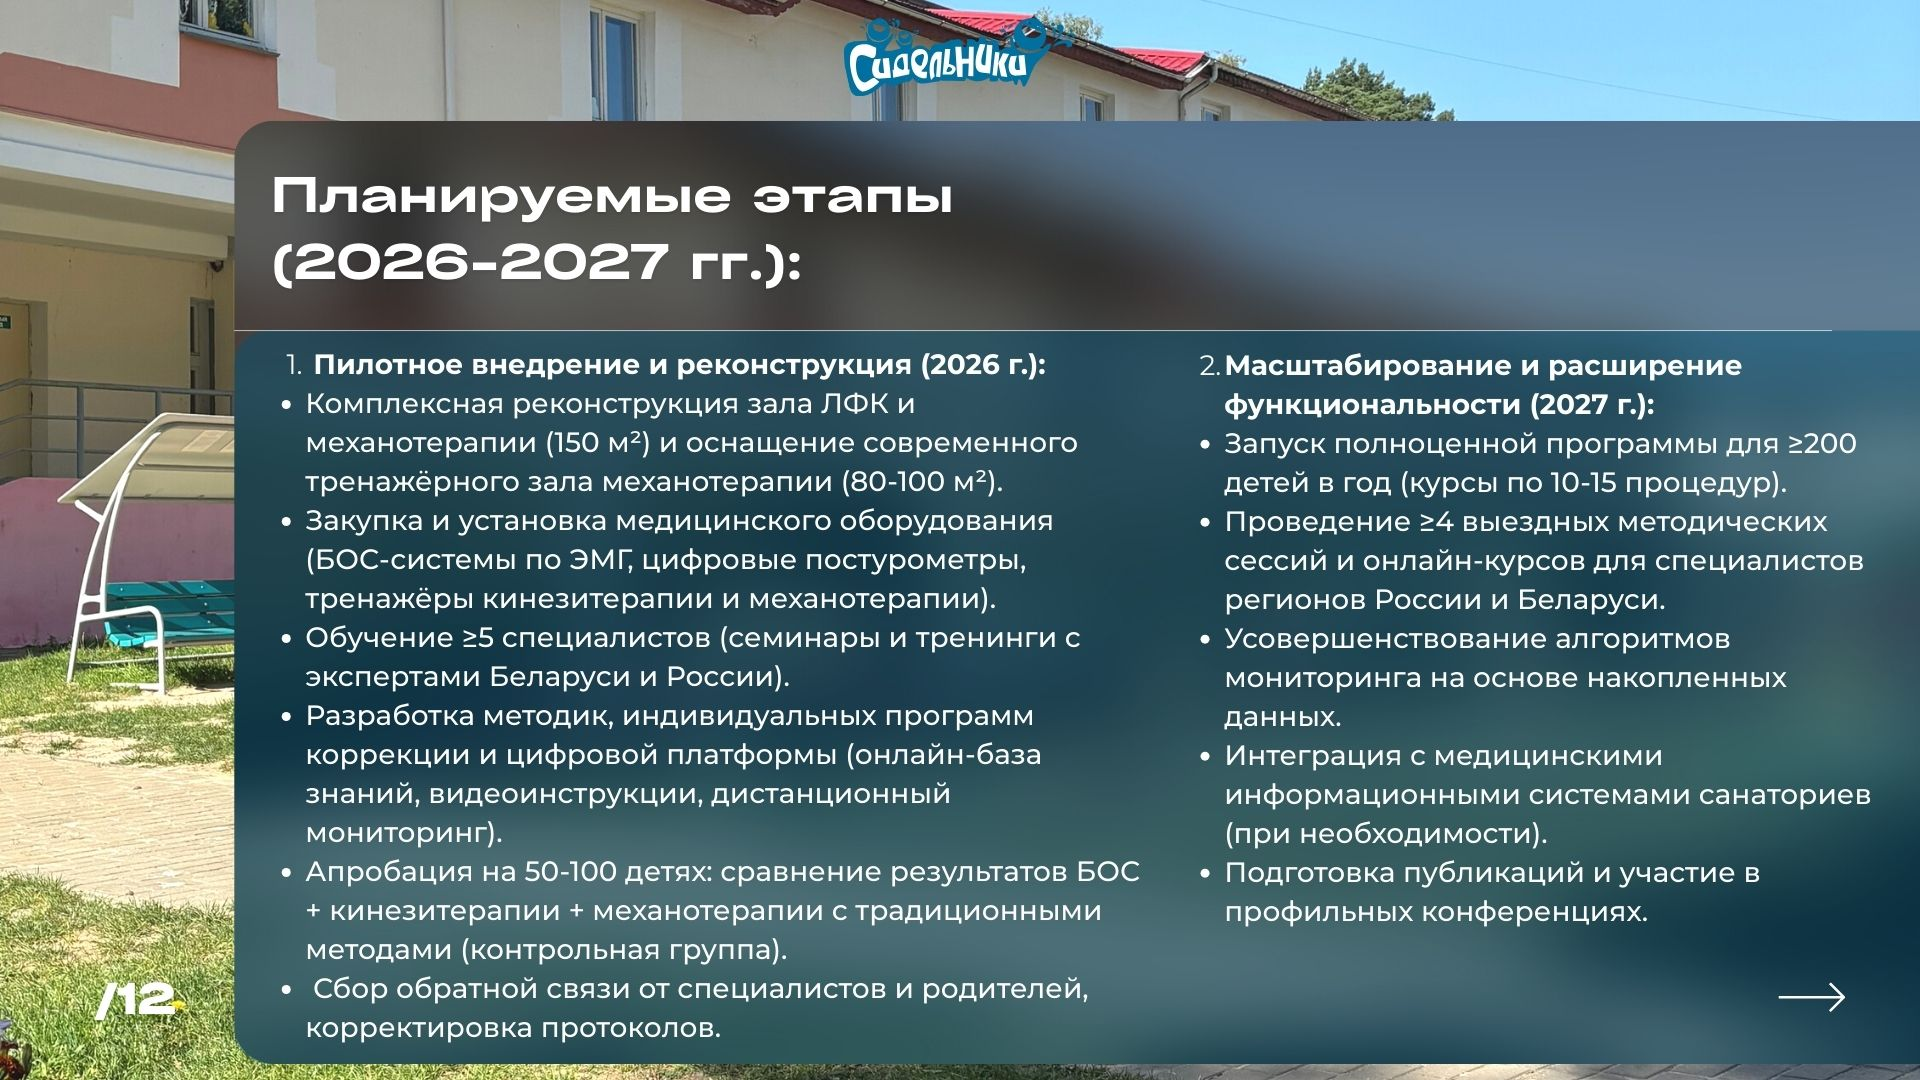 Сидельники
Планируемые этапы
(2026-2027 гг.):
1. Пилотное внедрение и реконструкция (2026 г.):
• Комплексная реконструкция зала ЛФК и
механотерапии (150 м²) и оснащение современного
тренажёрного зала механотерапии (80-100 м²).
• Закупка и установка медицинского оборудования
(БОС-системы по ЭМГ, цифровые постурометры,
тренажёры кинезитерапии и механотерапии).
• Обучение ≥5 специалистов (семинары и тренинги с
экспертами Беларуси и России).
• Разработка методик, индивидуальных программ
коррекции и цифровой платформы (онлайн-база
знаний, видеоинструкции, дистанционный
мониторинг).
• Апробация на 50-100 детях: сравнение результатов БОС
+ кинезитерапии + механотерапии с традиционными
методами (контрольная группа).
• Сбор обратной связи от специалистов и родителей,
корректировка протоколов.
2. Масштабирование и расширение
функциональности (2027 г.):
• Запуск полноценной программы для ≥200
детей в год (курсы по 10-15 процедур).
• Проведение ≥4 выездных методических
сессий и онлайн-курсов для специалистов
регионов России и Беларуси.
• Усовершенствование алгоритмов
мониторинга на основе накопленных
данных.
• Интеграция с медицинскими
информационными системами санаториев
(при необходимости).
• Подготовка публикаций и участие в
профильных конференциях.
/12